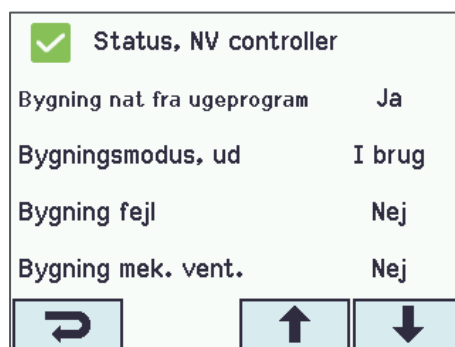 Status, NV controller
Bygning nat fra ugeprogram Ja
Bygningsmodus, ud I brug
Bygning fejl Nej
Bygning mek. vent. Nej